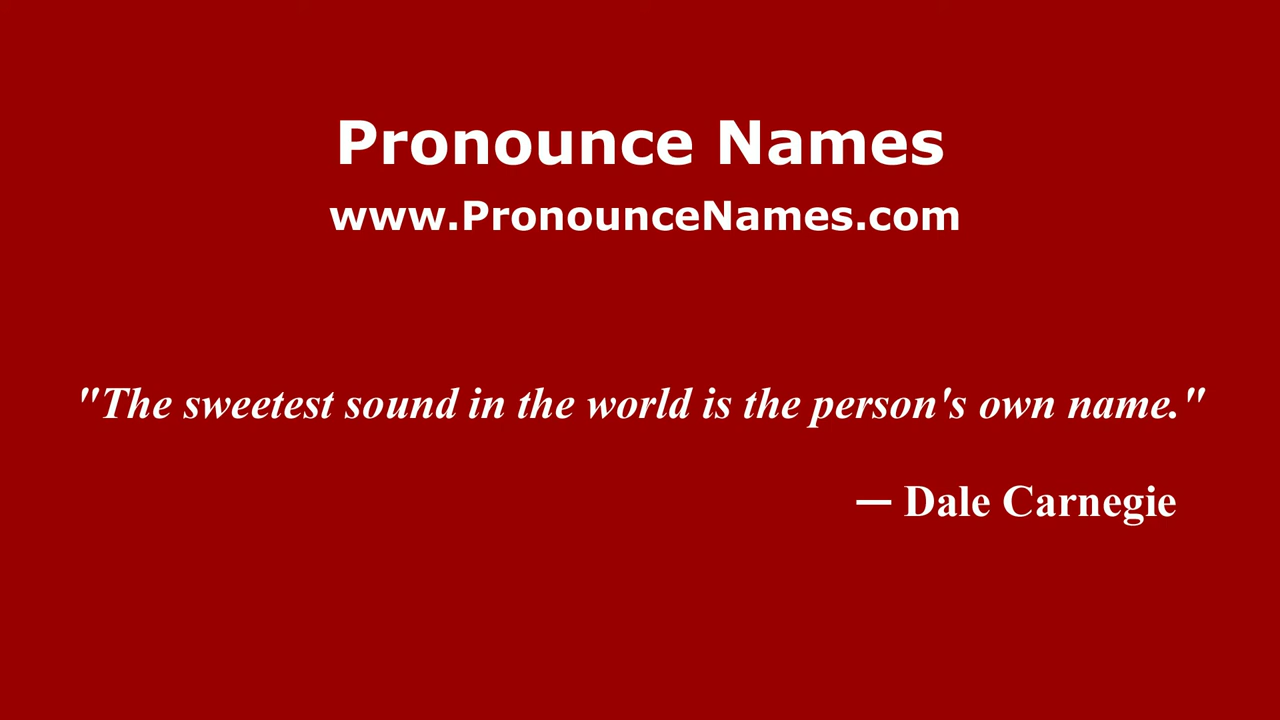 Pronounce Names
www.PronounceNames.com
"The sweetest sound in the world is the person's own name."
— Dale Carnegie